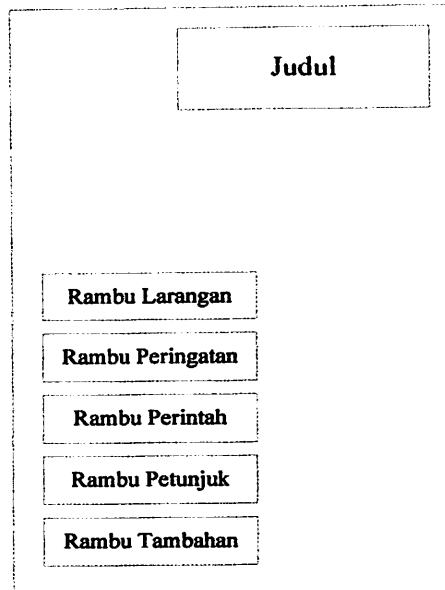 Judul
Rambu Larangan
Rambu Peringatan
Rambu Perintah
Rambu Petunjuk
Rambu Tambahan